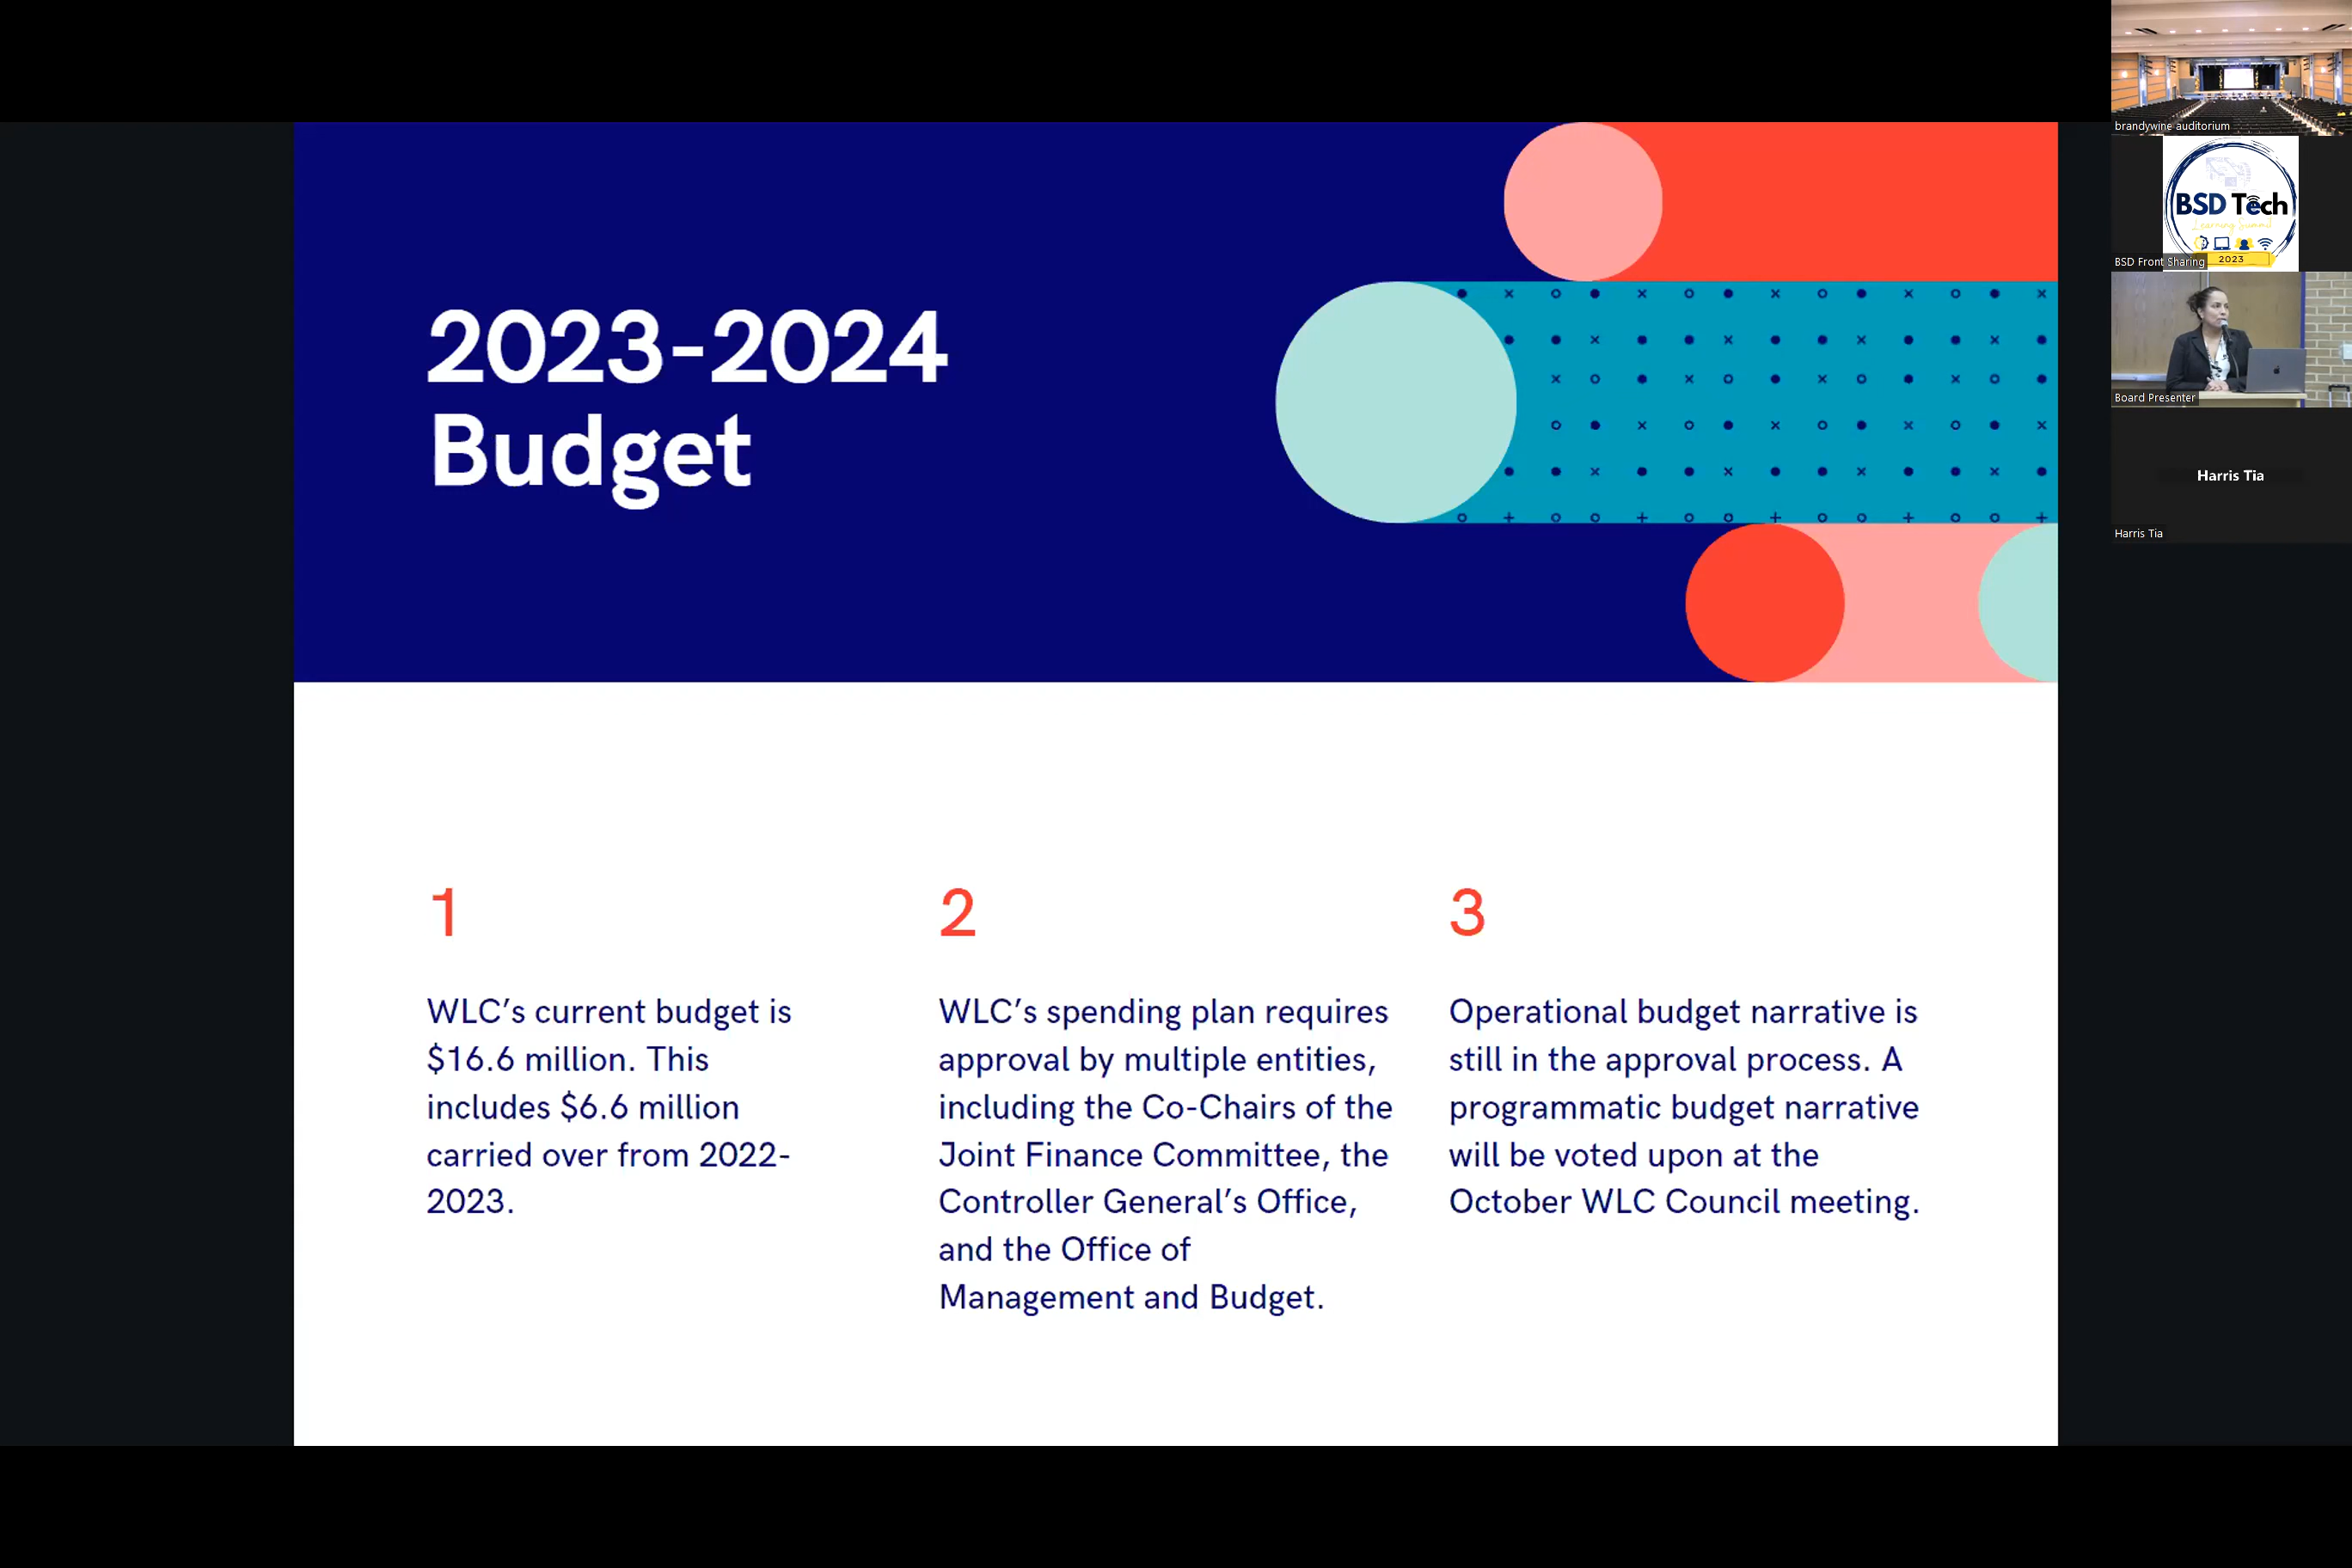 2023-2024
Budget
1
WLC’s current budget is
$16.6 million. This
includes $6.6 million
carried over from 2022-
2023.
2
WLC’s spending plan requires
approval by multiple entities,
including the Co-Chairs of the
Joint Finance Committee, the
Controller General’s Office,
and the Office of
Management and Budget.
3
Operational budget narrative is
still in the approval process. A
programmatic budget narrative
will be voted upon at the
October WLC Council meeting.
brandywine auditorium
BSD Tech
Learning Summit
2023
BSD Front Sharing
Board Presenter
Harris Tia
Harris Tia